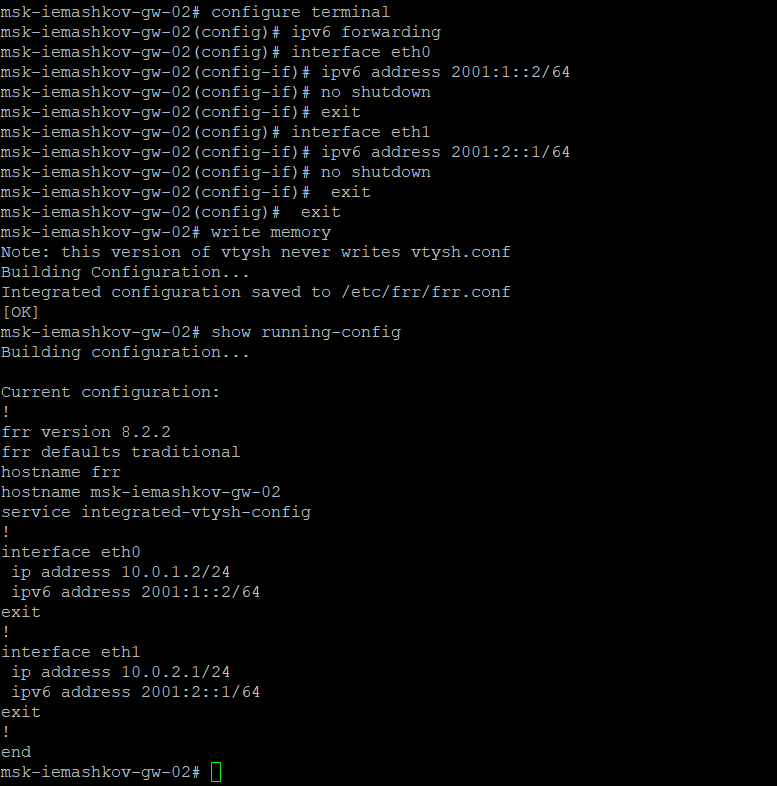 msk-iemashkov-gw-02# configure terminal
msk-iemashkov-gw-02(config)# ipv6 forwarding
msk-iemashkov-gw-02(config)# interface eth0
msk-iemashkov-gw-02(config-if)# ipv6 address 2001:1::2/64
msk-iemashkov-gw-02(config-if)# no shutdown
msk-iemashkov-gw-02(config-if)# exit
msk-iemashkov-gw-02(config)# interface eth1
msk-iemashkov-gw-02(config-if)# ipv6 address 2001:2::1/64
msk-iemashkov-gw-02(config-if)# no shutdown
msk-iemashkov-gw-02(config-if)#  exit
msk-iemashkov-gw-02(config)#  exit
msk-iemashkov-gw-02# write memory
Note: this version of vtysh never writes vtysh.conf
Building Configuration...
Integrated configuration saved to /etc/frr/frr.conf
[OK]
msk-iemashkov-gw-02# show running-config
Building configuration...

Current configuration:
!
frr version 8.2.2
frr defaults traditional
hostname frr
hostname msk-iemashkov-gw-02
service integrated-vtysh-config
!
interface eth0
 ip address 10.0.1.2/24
 ipv6 address 2001:1::2/64
exit
!
interface eth1
 ip address 10.0.2.1/24
 ipv6 address 2001:2::1/64
exit
!
end
msk-iemashkov-gw-02#